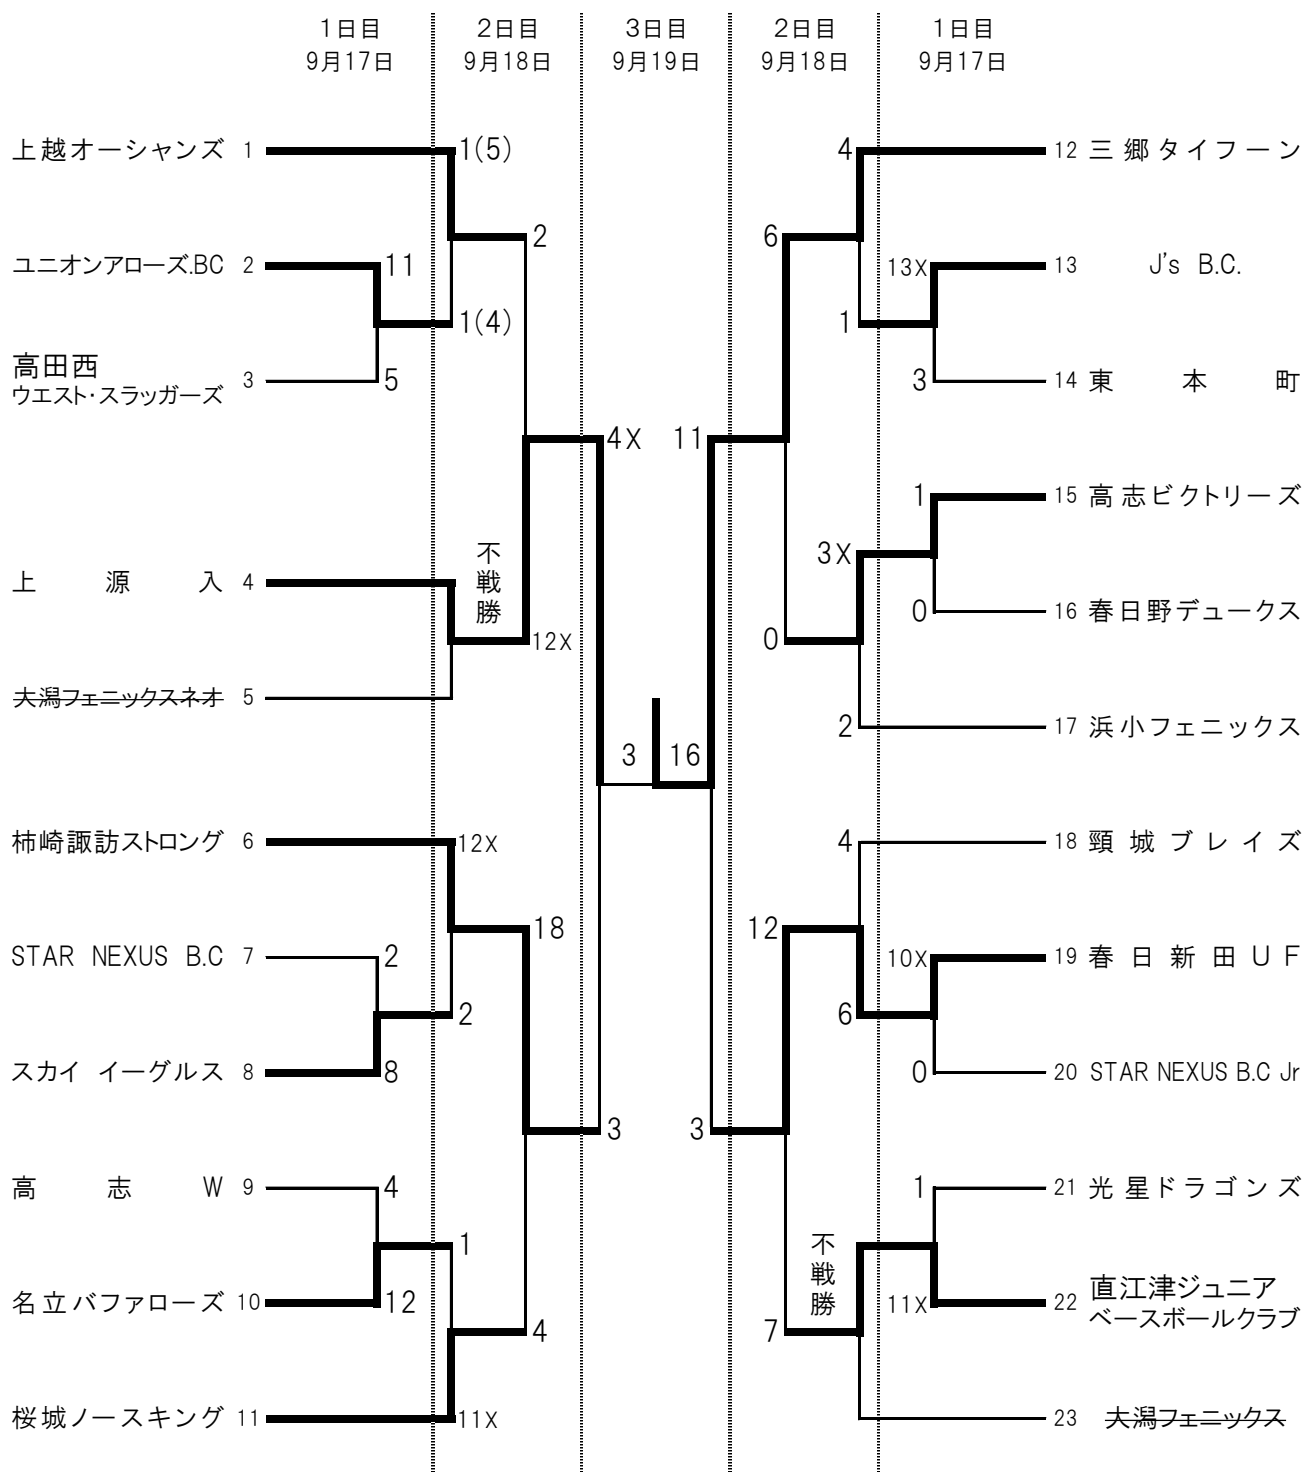 1日目 2日目 3日目 2日目 1日目
9月17日 9月18日 9月19日 9月18日 9月17日
上越オーシャンズ 1 1(5) 4 12 三郷タイフーン
2 6
ユニオンアローズ.BC 2 11 13X 13 J's B.C.
1(4) 1
高田西
ウエスト・スラッガーズ 3 5 3 14 東本町
4X 11
1 15 高志ビクトリーズ
不戦勝 3X
上源入 4 0 16 春日野デュークス
12X 0
大潟フェニックスネオ 5 2 17 浜小フェニックス
3 16
柿崎諏訪ストロング 6 12X 4 18 頸城ブレイズ
18 12
STAR NEXUS B.C 7 2 10X 19 春日新田UF
2 6
スカイ イーグルス 8 8 0 20 STAR NEXUS B.C Jr
3 3
高志W 9 4 1 21 光星ドラゴンズ
1 不戦勝
名立バファローズ 10 12 11X 22 直江津ジュニア
ベースボールクラブ
4 7
桜城ノースキング 11 11X 23 大潟フェニックス